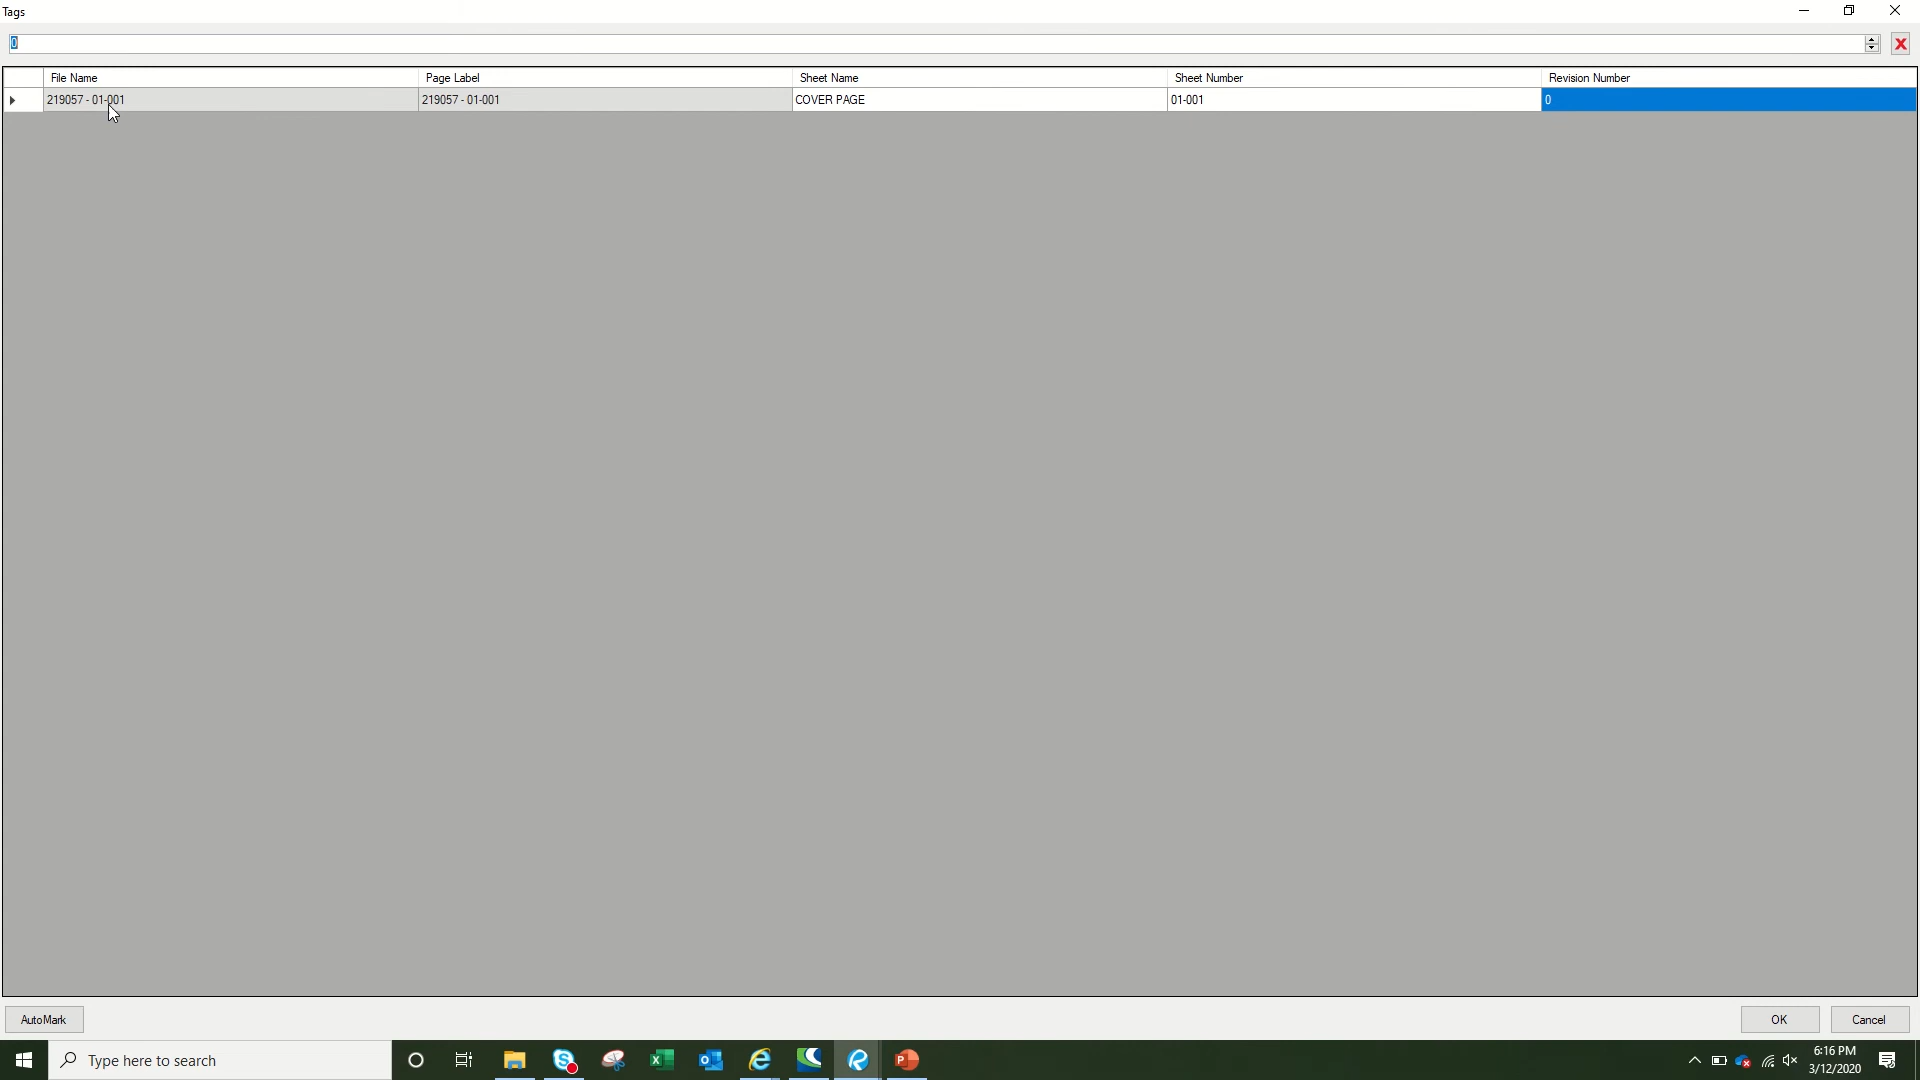 Tags
0
File Name Page Label Sheet Name Sheet Number Revision Number
219057 - 01-001 219057 - 01-001 COVER PAGE 01-001 0
AutoMark OK Cancel
Type here to search
6:16 PM
3/12/2020